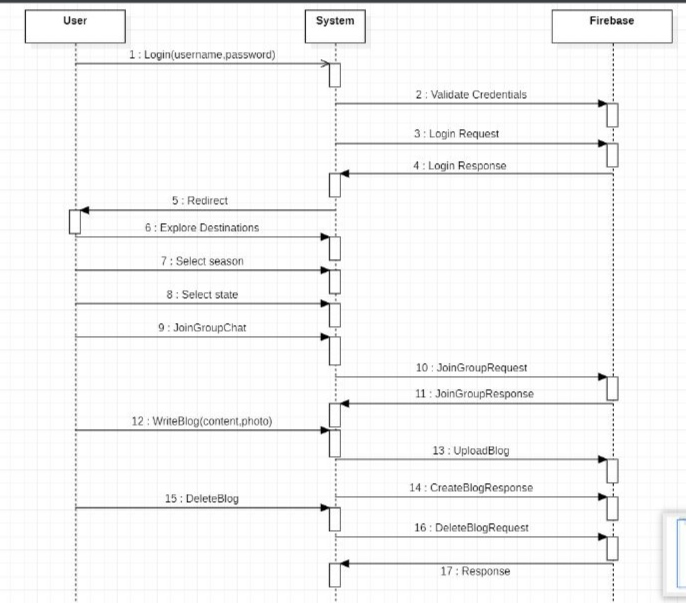 User
System
Firebase
1 : Login(username,password)
2 : Validate Credentials
3 : Login Request
4 : Login Response
5 : Redirect
6 : Explore Destinations
7 : Select season
8 : Select state
9 : JoinGroupChat
10 : JoinGroupRequest
11 : JoinGroupResponse
12 : WriteBlog(content,photo)
13 : UploadBlog
14 : CreateBlogResponse
15 : DeleteBlog
16 : DeleteBlogRequest
17 : Response